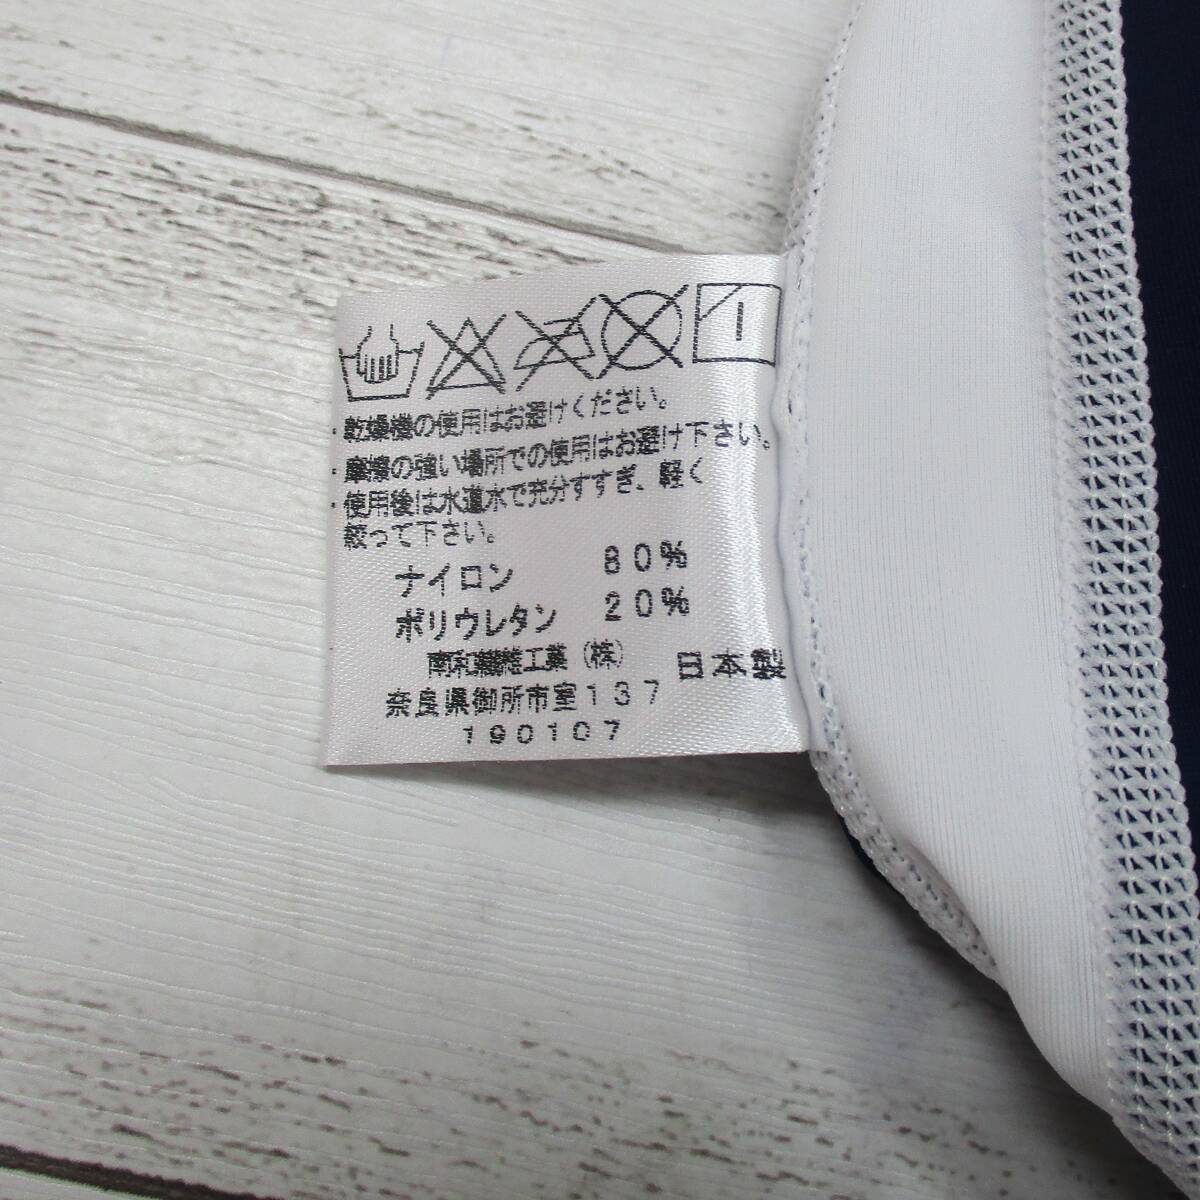 ・乾燥機の使用はお避けください。
・摩擦の強い場所での使用はお避け下さい。
・使用後は水道水で充分すすぎ、軽く
絞って下さい。
ナイロン 80%
ポリウレタン 20%
南和繊維工業(株) 日本製
奈良県御所市室137
190107